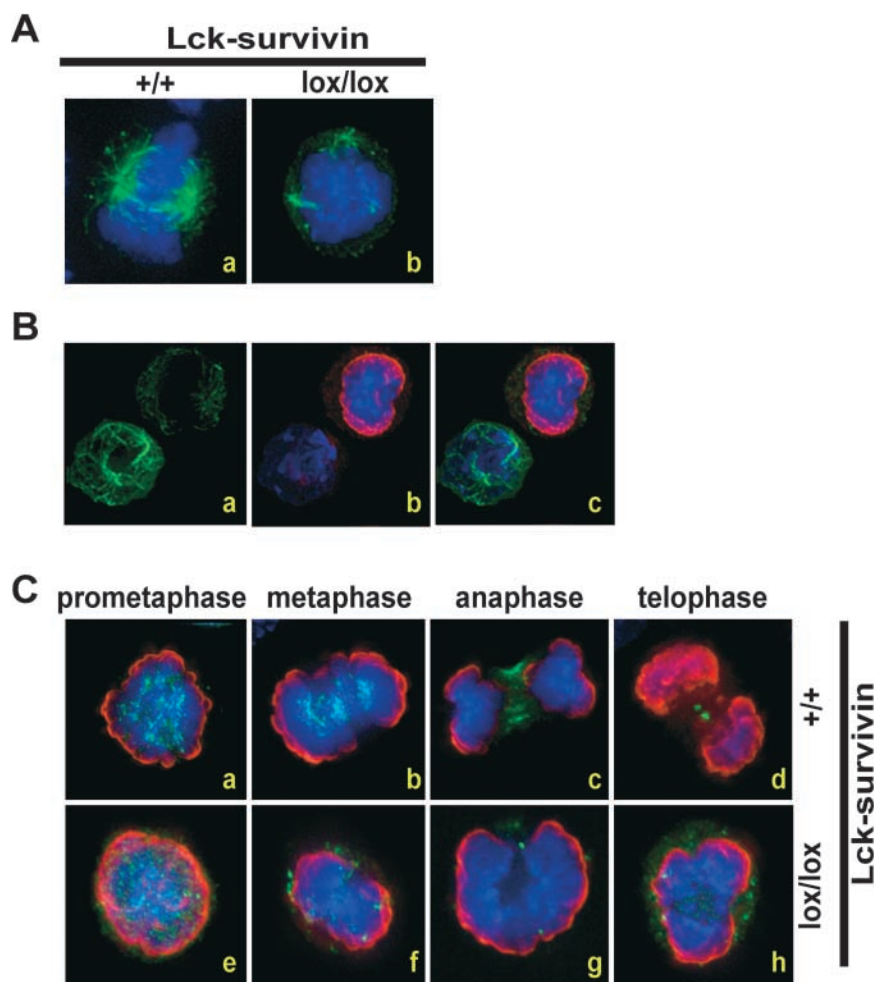 A
Lck-survivin
+/+ lox/lox
a b
B
a b c
C
prometaphase metaphase anaphase telophase
a b c d
+/+
e f g h
lox/lox
Lck-survivin